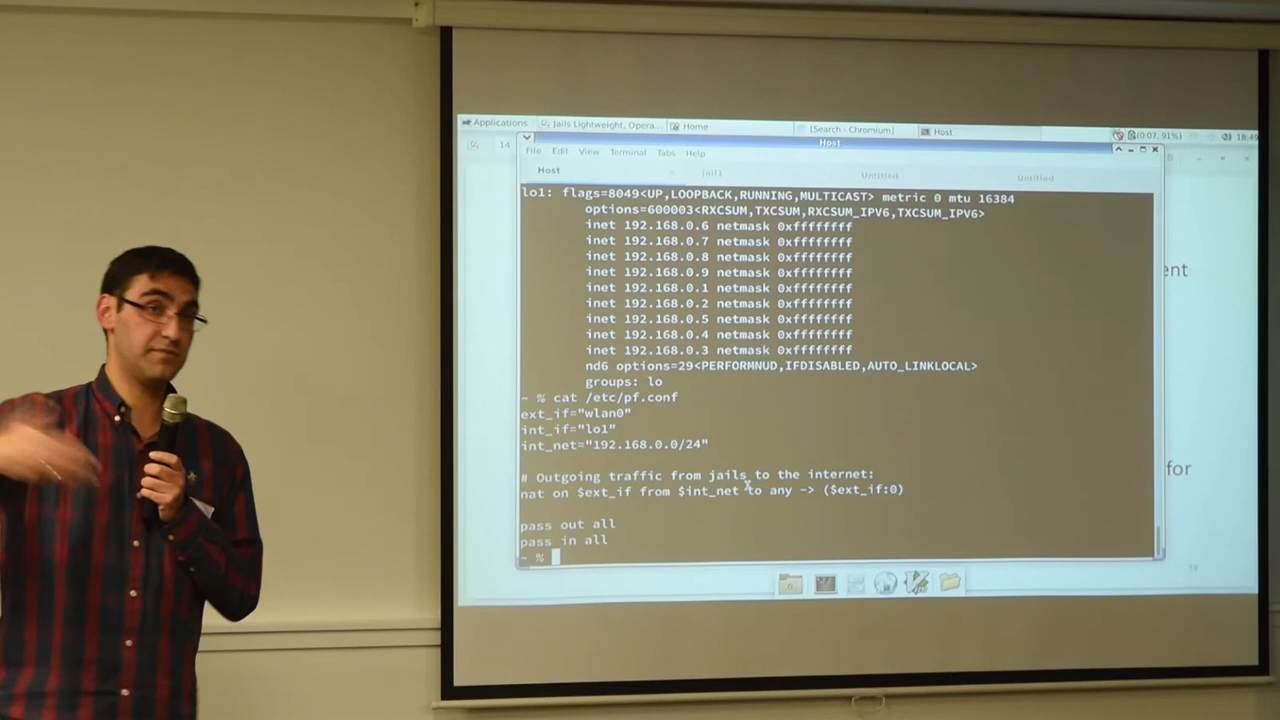 Applications
Jails Lightweight, Opera...
Home
[Search - Chromium]
Host
(0:07, 91%)
18:49
14
Host
File Edit View Terminal Tabs Help
Host
jail1
Untitled
Untitled
lo1: flags=8049<UP,LOOPBACK,RUNNING,MULTICAST> metric 0 mtu 16384
options=600003<RXCSUM,TXCSUM,RXCSUM_IPV6,TXCSUM_IPV6>
inet 192.168.0.6 netmask 0xffffffff
inet 192.168.0.7 netmask 0xffffffff
inet 192.168.0.8 netmask 0xffffffff
inet 192.168.0.9 netmask 0xffffffff
inet 192.168.0.1 netmask 0xffffffff
inet 192.168.0.2 netmask 0xffffffff
inet 192.168.0.5 netmask 0xffffffff
inet 192.168.0.4 netmask 0xffffffff
inet 192.168.0.3 netmask 0xffffffff
nd6 options=29<PERFORMNUD,IFDISABLED,AUTO_LINKLOCAL>
groups: lo
~ % cat /etc/pf.conf
ext_if="wlan0"
int_if="lo1"
int_net="192.168.0.0/24"
# Outgoing traffic from jails to the internet:
nat on $ext_if from $int_net to any -> ($ext_if:0)
pass out all
pass in all
~ %
ent
for